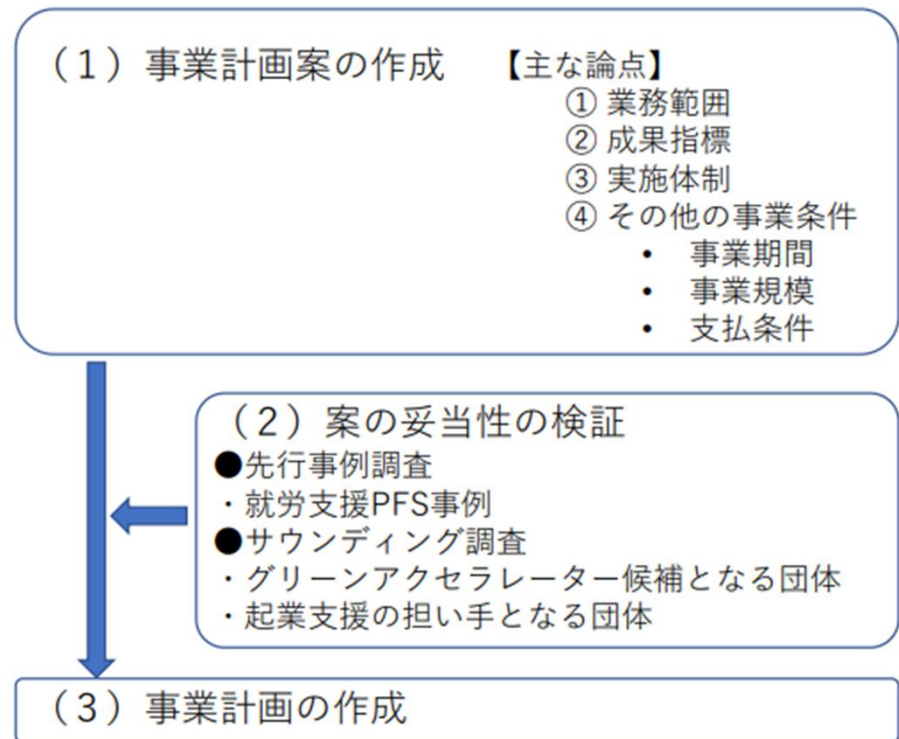 （1）事業計画案の作成　【主な論点】
① 業務範囲
② 成果指標
③ 実施体制
④ その他の事業条件
•　事業期間
•　事業規模
•　支払条件
（2）案の妥当性の検証
●先行事例調査
・就労支援PFS事例
●サウンディング調査
・グリーンアクセラレーター候補となる団体
・起業支援の担い手となる団体
（3）事業計画の作成